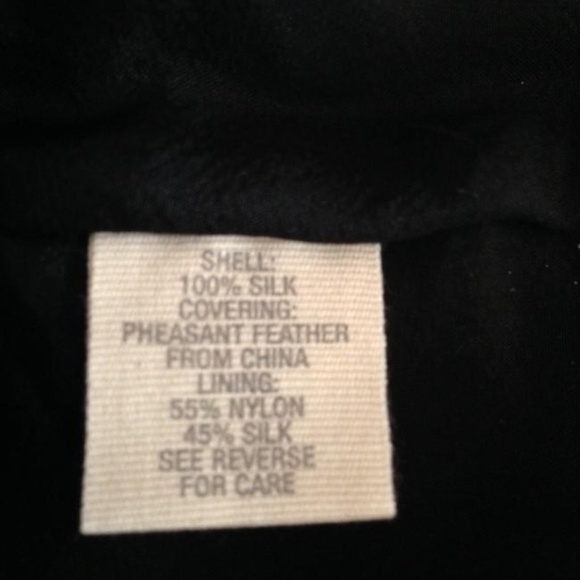 SHELL:
100% SILK
COVERING:
PHEASANT FEATHER
FROM CHINA
LINING:
55% NYLON
45% SILK
SEE REVERSE
FOR CARE